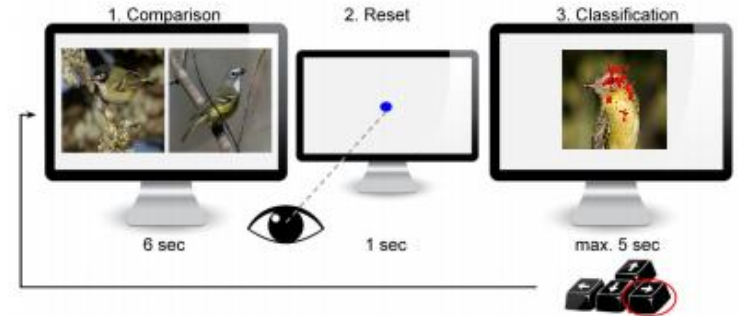 1. Comparison
2. Reset
3. Classification
6 sec
1 sec
max. 5 sec